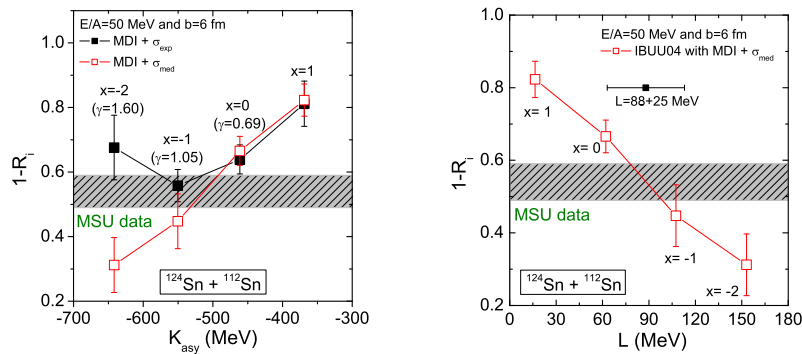 E/A=50 MeV and b=6 fm
MDI + σexp
MDI + σmed
x=-2
(γ=1.60)
x=-1
(γ=1.05)
x=0
(γ=0.69)
x=1
MSU data
124Sn + 112Sn
1.0
0.8
0.6
0.4
0.2
-700
-600
-500
-400
-300
1-Ri
Kasy (MeV)
E/A=50 MeV and b=6 fm
IBUU04 with MDI + σmed
L=88+25 MeV
x= 1
x= 0
x= -1
x= -2
MSU data
124Sn + 112Sn
1.0
0.8
0.6
0.4
0.2
0
30
60
90
120
150
180
1-Ri
L (MeV)